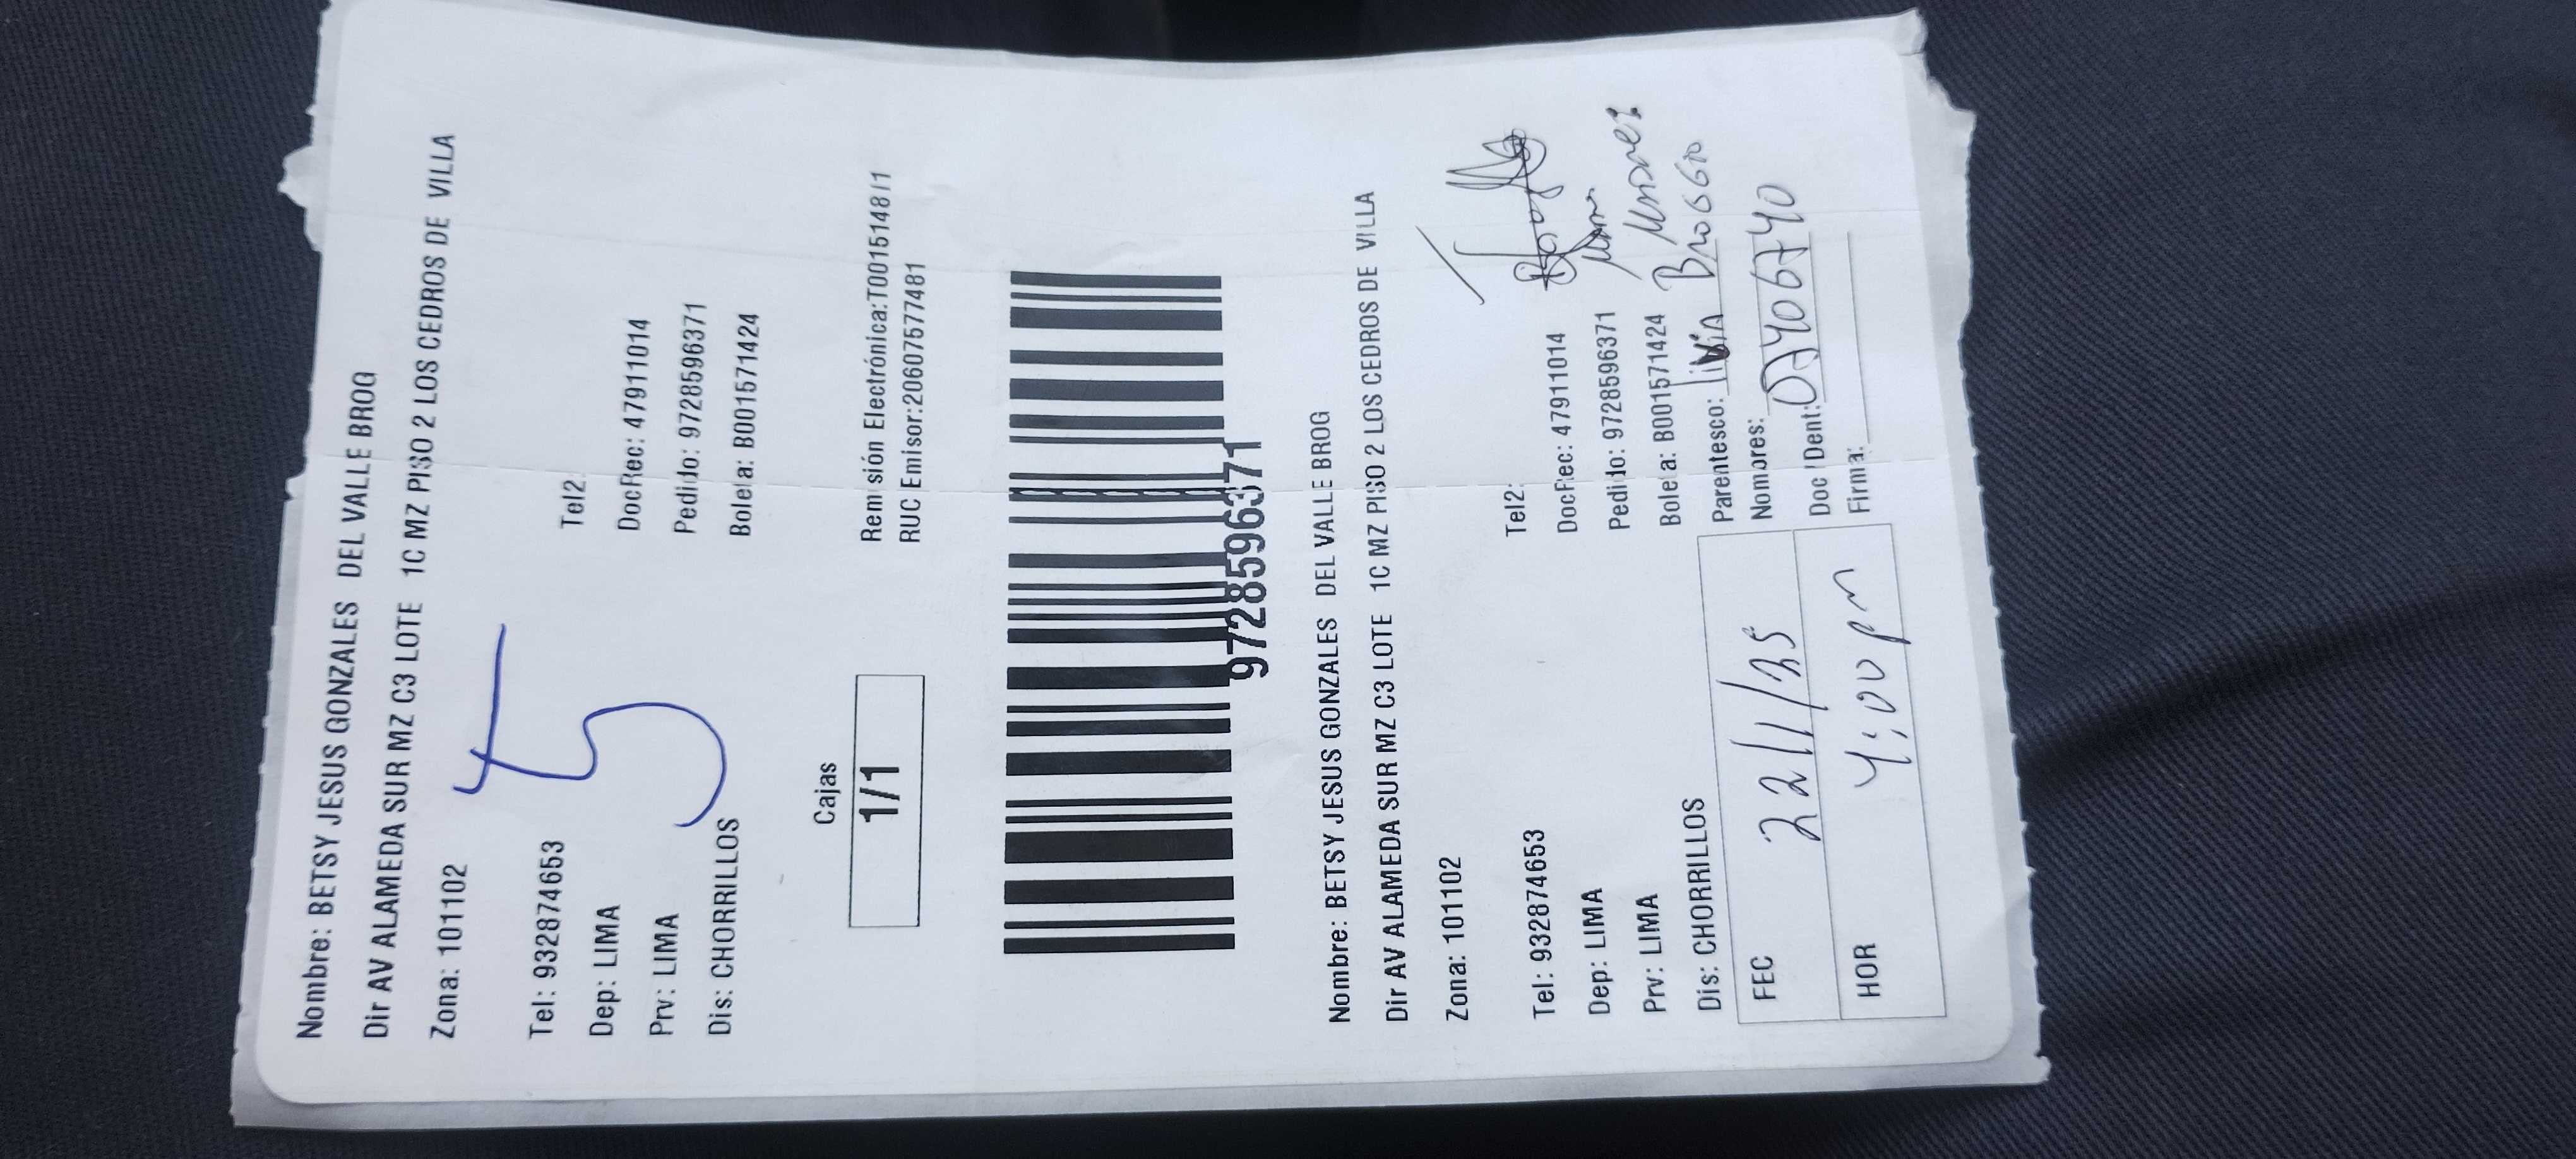 Nombre: BETSY JESUS GONZALES DEL VALLE BROG
Dir AV ALAMEDA SUR MZ C3 LOTE 1C MZ PISO 2 LOS CEDROS DE VILLA
Zona: 101102
Tel: 932874653 Tel2:
Dep: LIMA DocRec: 47911014
Prv: LIMA Pedido: 9728596371
Dis: CHORRILLOS Boleta: B001571424
Cajas
1/1
Remisión Electrónica:T001514811
RUC Emisor:20607577481
9728596371
Nombre: BETSY JESUS GONZALES DEL VALLE BROG
Dir AV ALAMEDA SUR MZ C3 LOTE 1C MZ PISO 2 LOS CEDROS DE VILLA
Zona: 101102
Tel: 932874653 Tel2:
Dep: LIMA DocRec: 47911014
Prv: LIMA Pedido: 9728596371
Dis: CHORRILLOS Boleta: B001571424
Parentesco: Livia Broggio
Nombres:
Doc Ident: 07406740
Firma:
FEC 22/1/25
HOR 4:00 pm